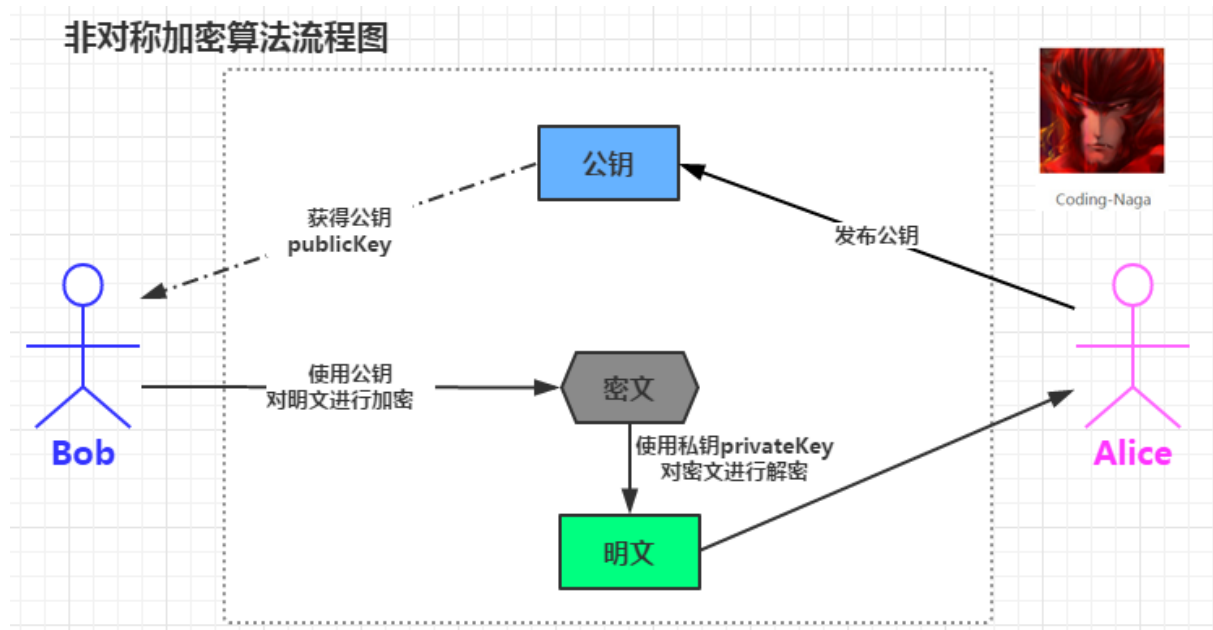 非对称加密算法流程图
公钥
Coding-Naga
获得公钥
publicKey
发布公钥
使用公钥
对明文进行加密
密文
使用私钥privateKey
对密文进行解密
Bob
Alice
明文